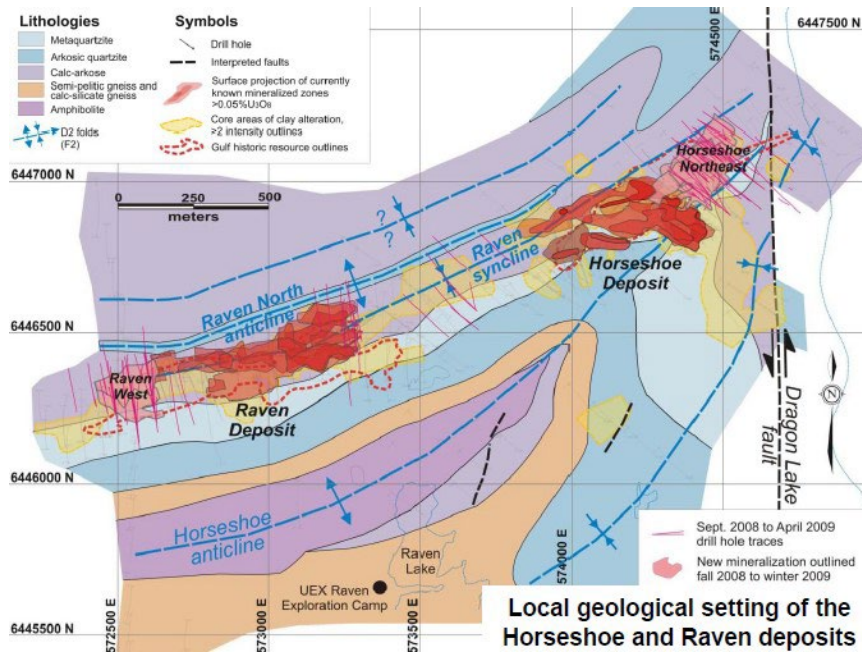 Lithologies
Metaquartzite
Arkosic quartzite
Calc-arkose
Semi-pelitic gneiss and
calc-silicate gneiss
Amphibolite
D2 folds
(F2)
Symbols
Drill hole
Interpreted faults
Surface projection of currently
known mineralized zones
>0.05%U₃O₈
Core areas of clay alteration,
>2 intensity outlines
Gulf historic resource outlines
574500 E
6447500 N
6447000 N
0 250 500
meters
Horseshoe
Northeast
?
?
?
Raven
syncline
Horseshoe
Deposit
6446500 N
Raven North
anticline
Raven
West
Raven
Deposit
Dragon Lake
fault
N
6446000 N
Horseshoe
anticline
Raven
Lake
UEX Raven
Exploration Camp
6445500 N
572500 E
573000 E
573500 E
574000 E
Sept. 2008 to April 2009
drill hole traces
New mineralization outlined
fall 2008 to winter 2009
Local geological setting of the
Horseshoe and Raven deposits